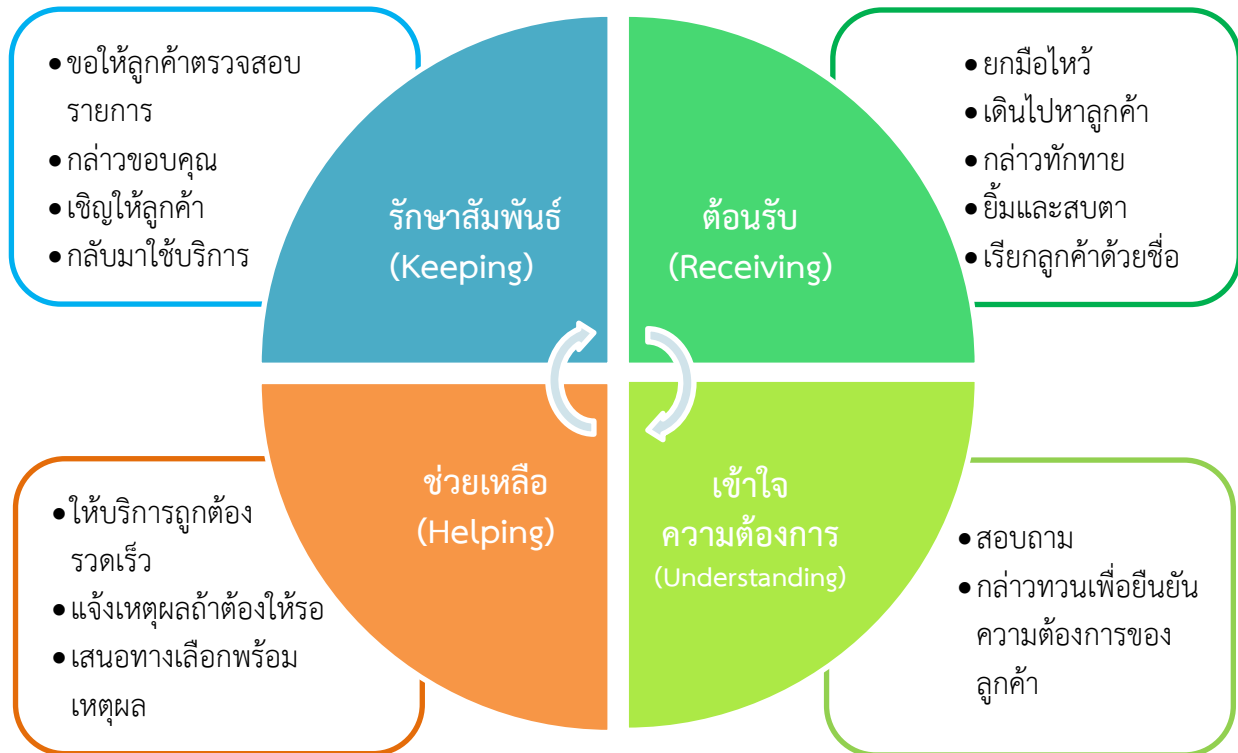 • ขอให้ลูกค้าตรวจสอบ
รายการ
• กล่าวขอบคุณ
• เชิญให้ลูกค้า
• กลับมาใช้บริการ
รักษาสัมพันธ์
(Keeping)
ต้อนรับ
(Receiving)
• ยกมือไหว้
• เดินไปหาลูกค้า
• กล่าวทักทาย
• ยิ้มและสบตา
• เรียกลูกค้าด้วยชื่อ
• ให้บริการถูกต้อง
รวดเร็ว
• แจ้งเหตุผลถ้าต้องให้รอ
• เสนอทางเลือกพร้อม
เหตุผล
ช่วยเหลือ
(Helping)
เข้าใจ
ความต้องการ
(Understanding)
• สอบถาม
• กล่าวทวนเพื่อยืนยัน
ความต้องการของ
ลูกค้า